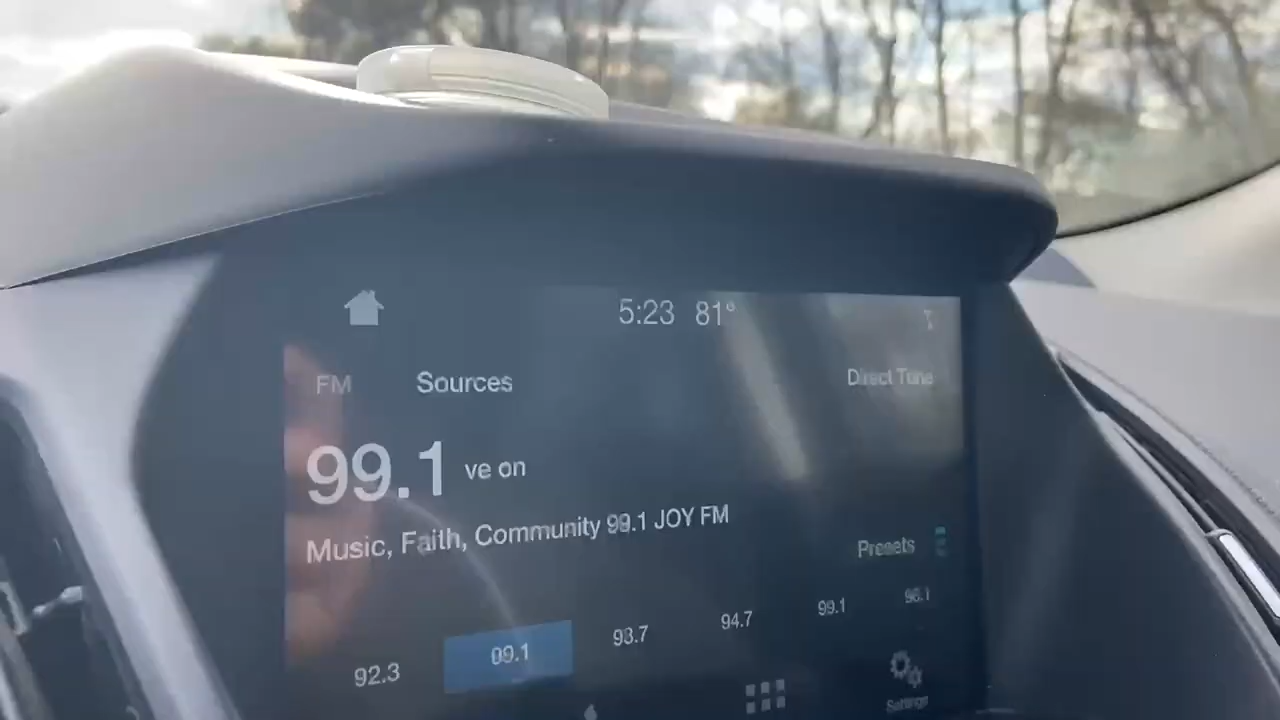 5:23 81°
FM Sources Direct Tune
99.1 ve on
Music, Faith, Community 99.1 JOY FM
Presets
92.3 99.1 93.7 94.7 99.1 96.1
Settings